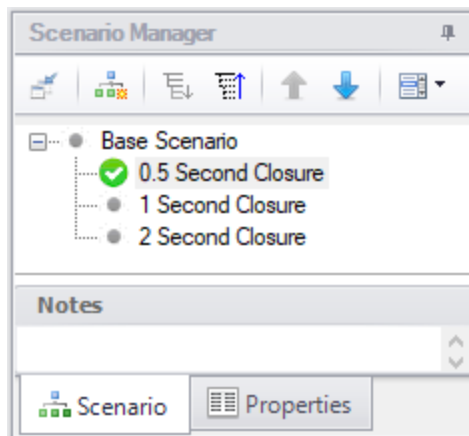 Scenario Manager
Base Scenario
0.5 Second Closure
1 Second Closure
2 Second Closure
Notes
Scenario
Properties